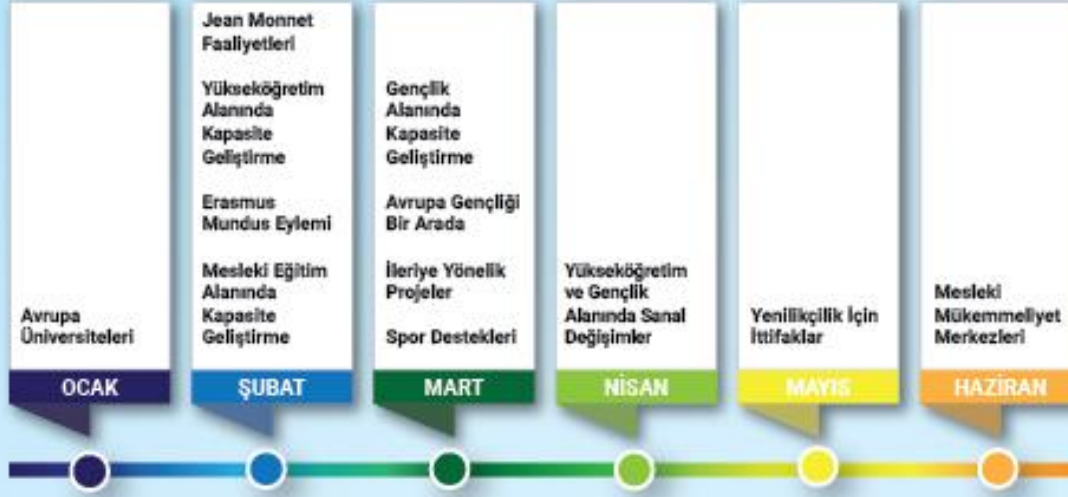 Avrupa
Üniversiteleri
OCAK
Jean Monnet
Faaliyetleri
Yükseköğretim
Alanında
Kapasite
Geliştirme
Erasmus
Mundus Eylemi
Mesleki Eğitim
Alanında
Kapasite
Geliştirme
ŞUBAT
Gençlik
Alanında
Kapasite
Geliştirme
Avrupa Gençliği
Bir Arada
İleriye Yönelik
Projeler
Spor Destekleri
MART
Yükseköğretim
ve Gençlik
Alanında Sanal
Değişimler
NİSAN
Yenilikçilik İçin
İttifaklar
MAYIS
Mesleki
Mükemmeliyet
Merkezleri
HAZİRAN